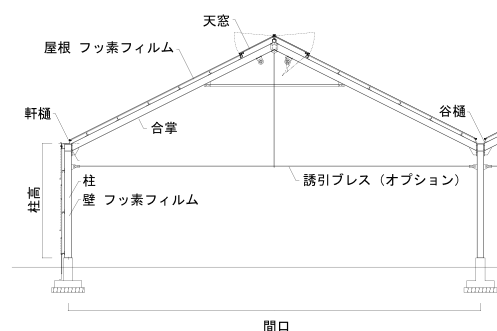 天窓
屋根 フッ素フィルム
軒樋
合掌
谷樋
誘引ブレス（オプション）
柱
壁 フッ素フィルム
柱高
間口